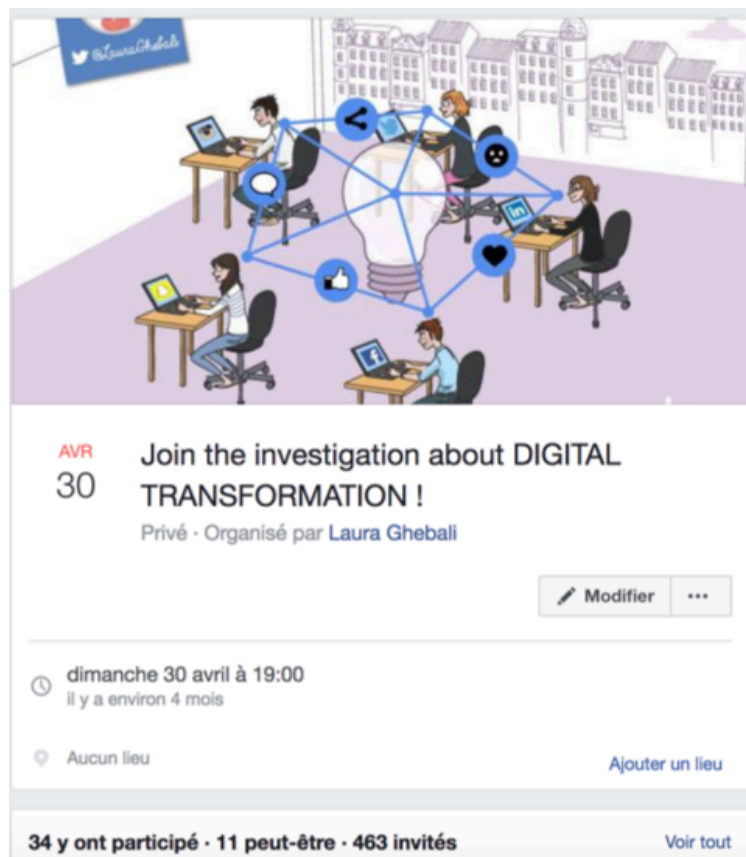 @LauraGhebali
in
f
AVR
30
Join the investigation about DIGITAL
TRANSFORMATION !
Privé · Organisé par Laura Ghebali
Modifier
dimanche 30 avril à 19:00
il y a environ 4 mois
Aucun lieu
Ajouter un lieu
34 y ont participé · 11 peut-être · 463 invités
Voir tout